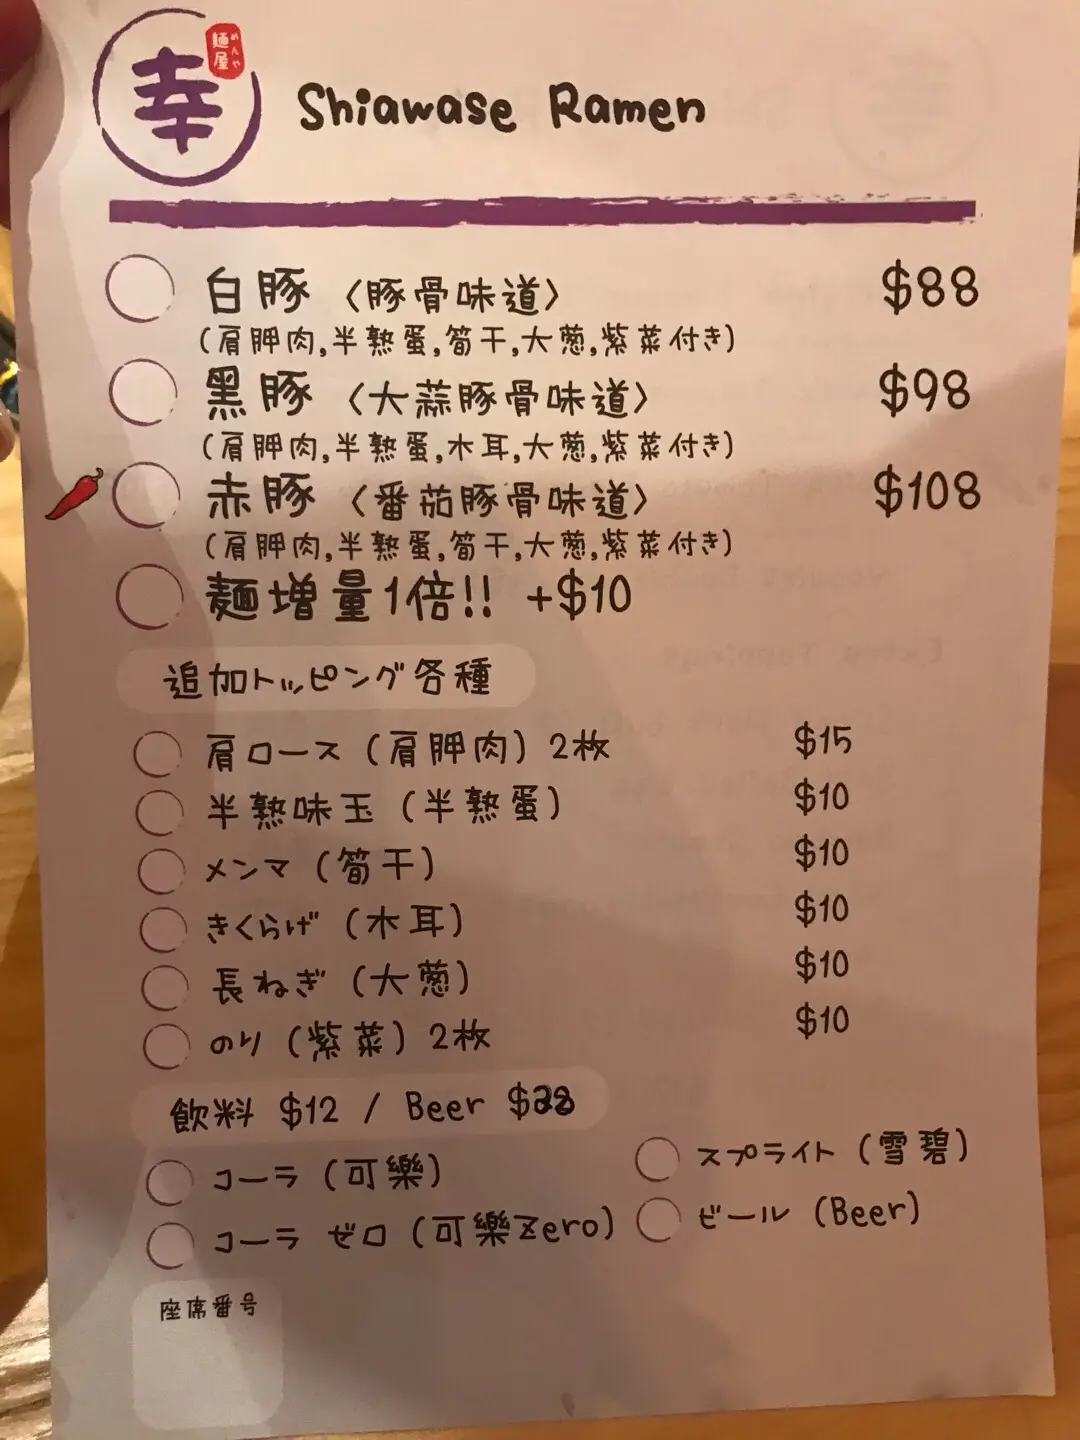 幸
麺屋
めんや
Shiawase Ramen
白豚〈豚骨味道〉 $88
(肩胛肉,半熟蛋,筍干,大葱,紫菜付き)
黒豚〈大蒜豚骨味道〉 $98
(肩胛肉,半熟蛋,木耳,大葱,紫菜付き)
赤豚〈番茄豚骨味道〉 $108
(肩胛肉,半熟蛋,筍干,大葱,紫菜付き)
麺増量1倍!! +$10
追加トッピング各種
肩ロース(肩胛肉)2枚 $15
半熟味玉(半熟蛋) $10
メンマ(筍干) $10
きくらげ(木耳) $10
長ねぎ(大葱) $10
のり(紫菜)2枚 $10
飲料 $12 / Beer $28
コーラ(可樂) スプライト(雪碧)
コーラ ゼロ(可樂Zero) ビール(Beer)
座席番号